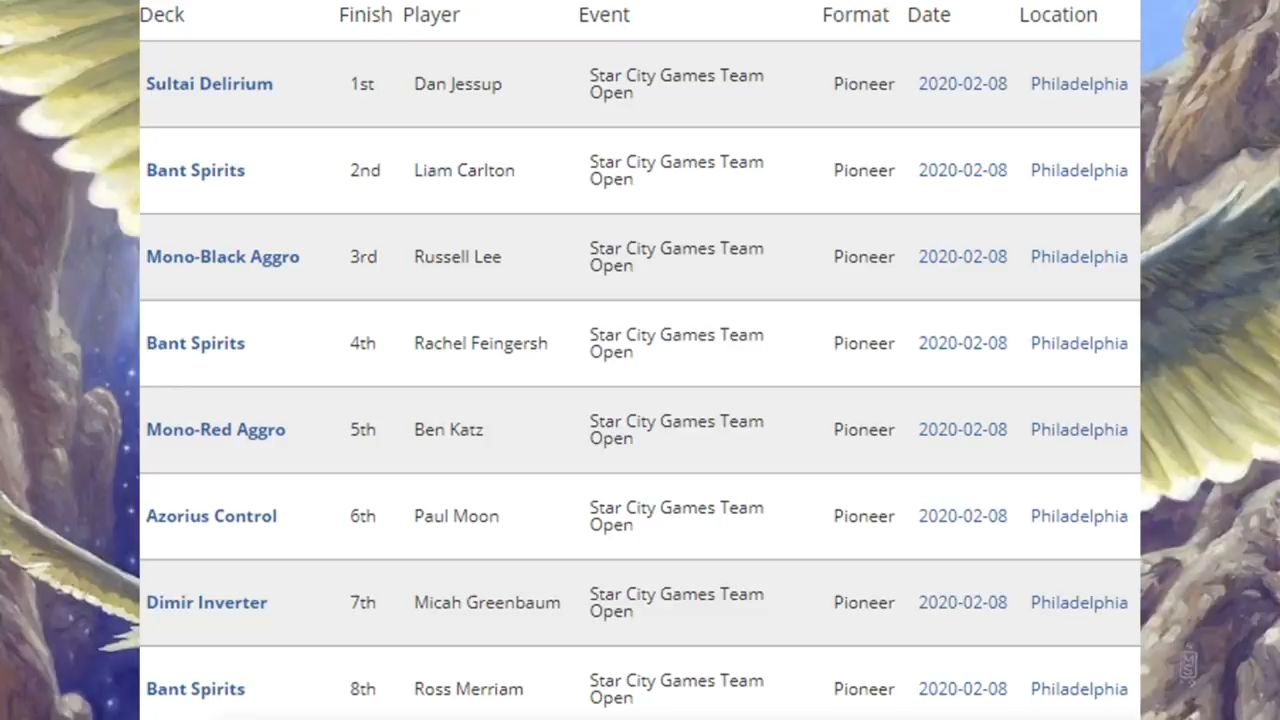 Deck Finish Player Event Format Date Location
Sultai Delirium 1st Dan Jessup Star City Games Team Open Pioneer 2020-02-08 Philadelphia
Bant Spirits 2nd Liam Carlton Star City Games Team Open Pioneer 2020-02-08 Philadelphia
Mono-Black Aggro 3rd Russell Lee Star City Games Team Open Pioneer 2020-02-08 Philadelphia
Bant Spirits 4th Rachel Feingersh Star City Games Team Open Pioneer 2020-02-08 Philadelphia
Mono-Red Aggro 5th Ben Katz Star City Games Team Open Pioneer 2020-02-08 Philadelphia
Azorius Control 6th Paul Moon Star City Games Team Open Pioneer 2020-02-08 Philadelphia
Dimir Inverter 7th Micah Greenbaum Star City Games Team Open Pioneer 2020-02-08 Philadelphia
Bant Spirits 8th Ross Merriam Star City Games Team Open Pioneer 2020-02-08 Philadelphia